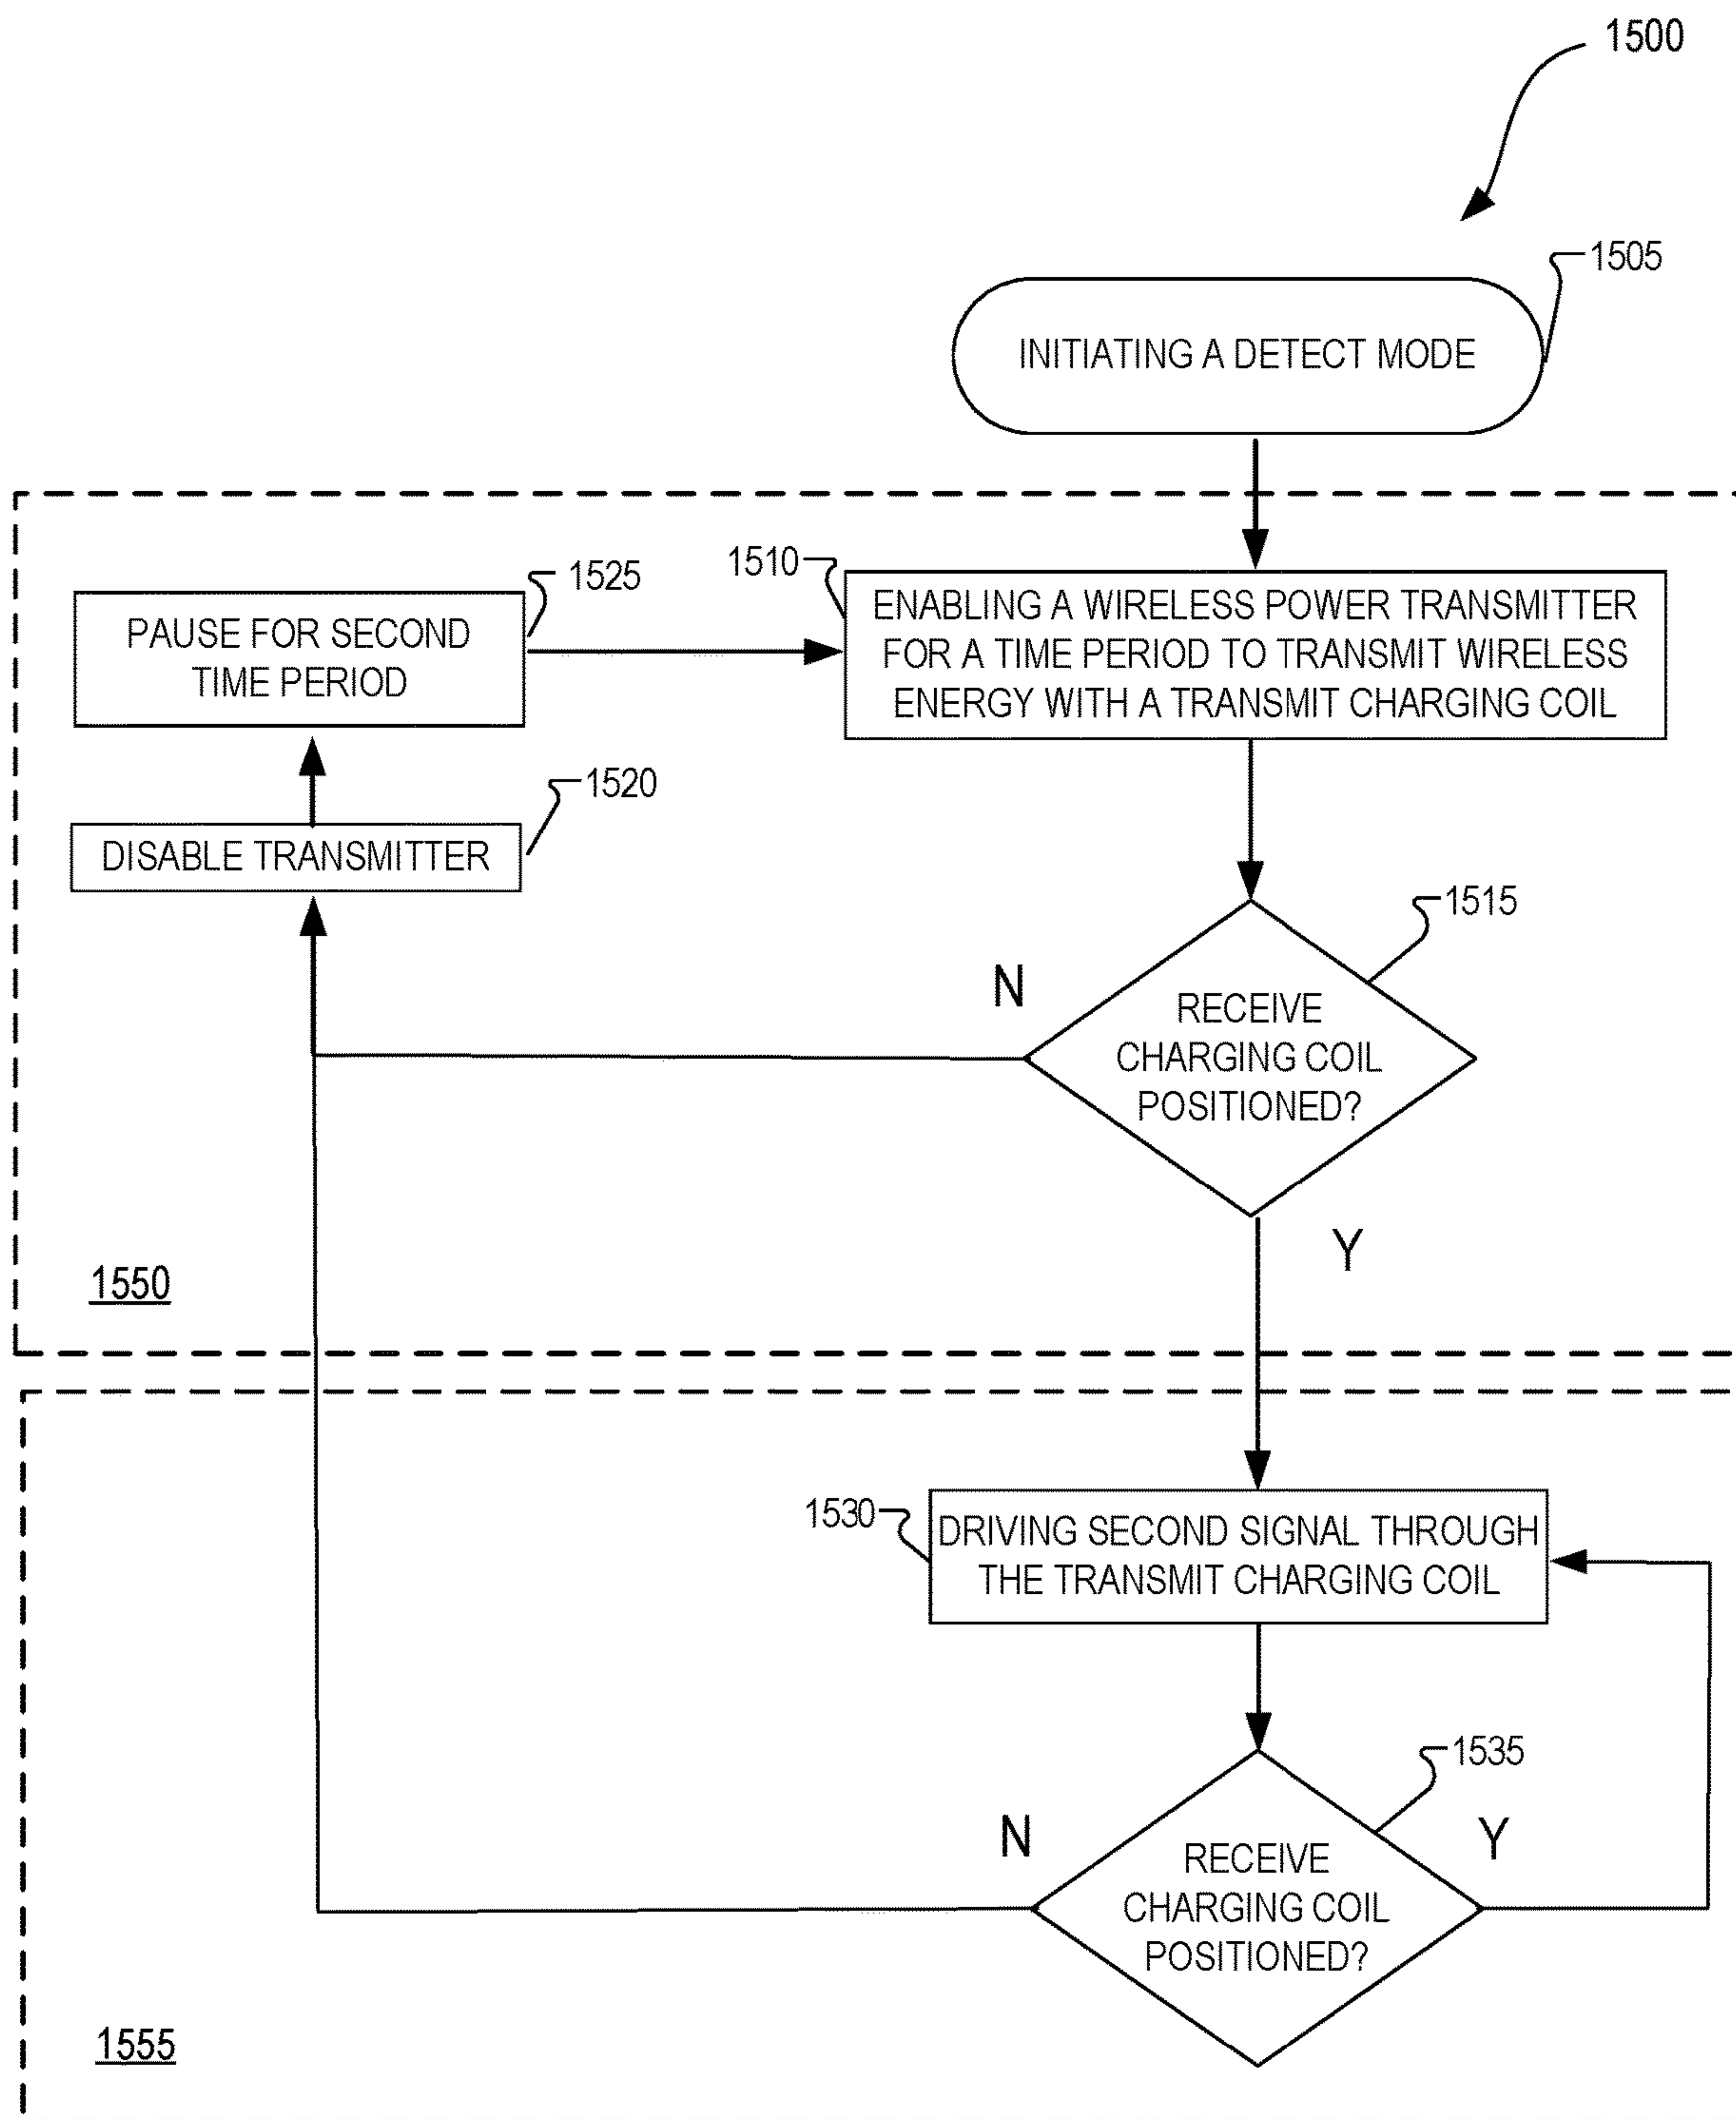 1500
1505
INITIATING A DETECT MODE
1525
1510
PAUSE FOR SECOND
TIME PERIOD
ENABLING A WIRELESS POWER TRANSMITTER
FOR A TIME PERIOD TO TRANSMIT WIRELESS
ENERGY WITH A TRANSMIT CHARGING COIL
1520
DISABLE TRANSMITTER
1515
N
RECEIVE
CHARGING COIL
POSITIONED?
Y
1550
1530
DRIVING SECOND SIGNAL THROUGH
THE TRANSMIT CHARGING COIL
1535
N
Y
RECEIVE
CHARGING COIL
POSITIONED?
1555